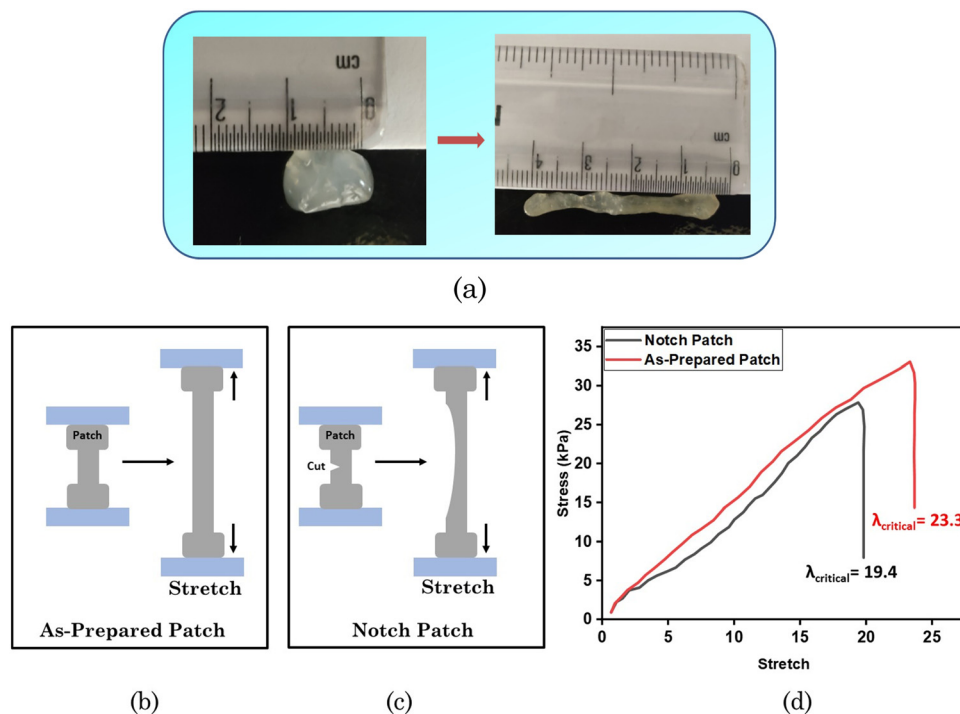 cm
2 1 0
1
cm
4 3 2 1 0
(a)
Patch
Stretch
As-Prepared Patch
Patch
Cut
Stretch
Notch Patch
Notch Patch
As-Prepared Patch
35
30
25
20
15
10
5
0
Stress (kPa)
λcritical= 23.3
λcritical= 19.4
0 5 10 15 20 25
Stretch
(b) (c) (d)